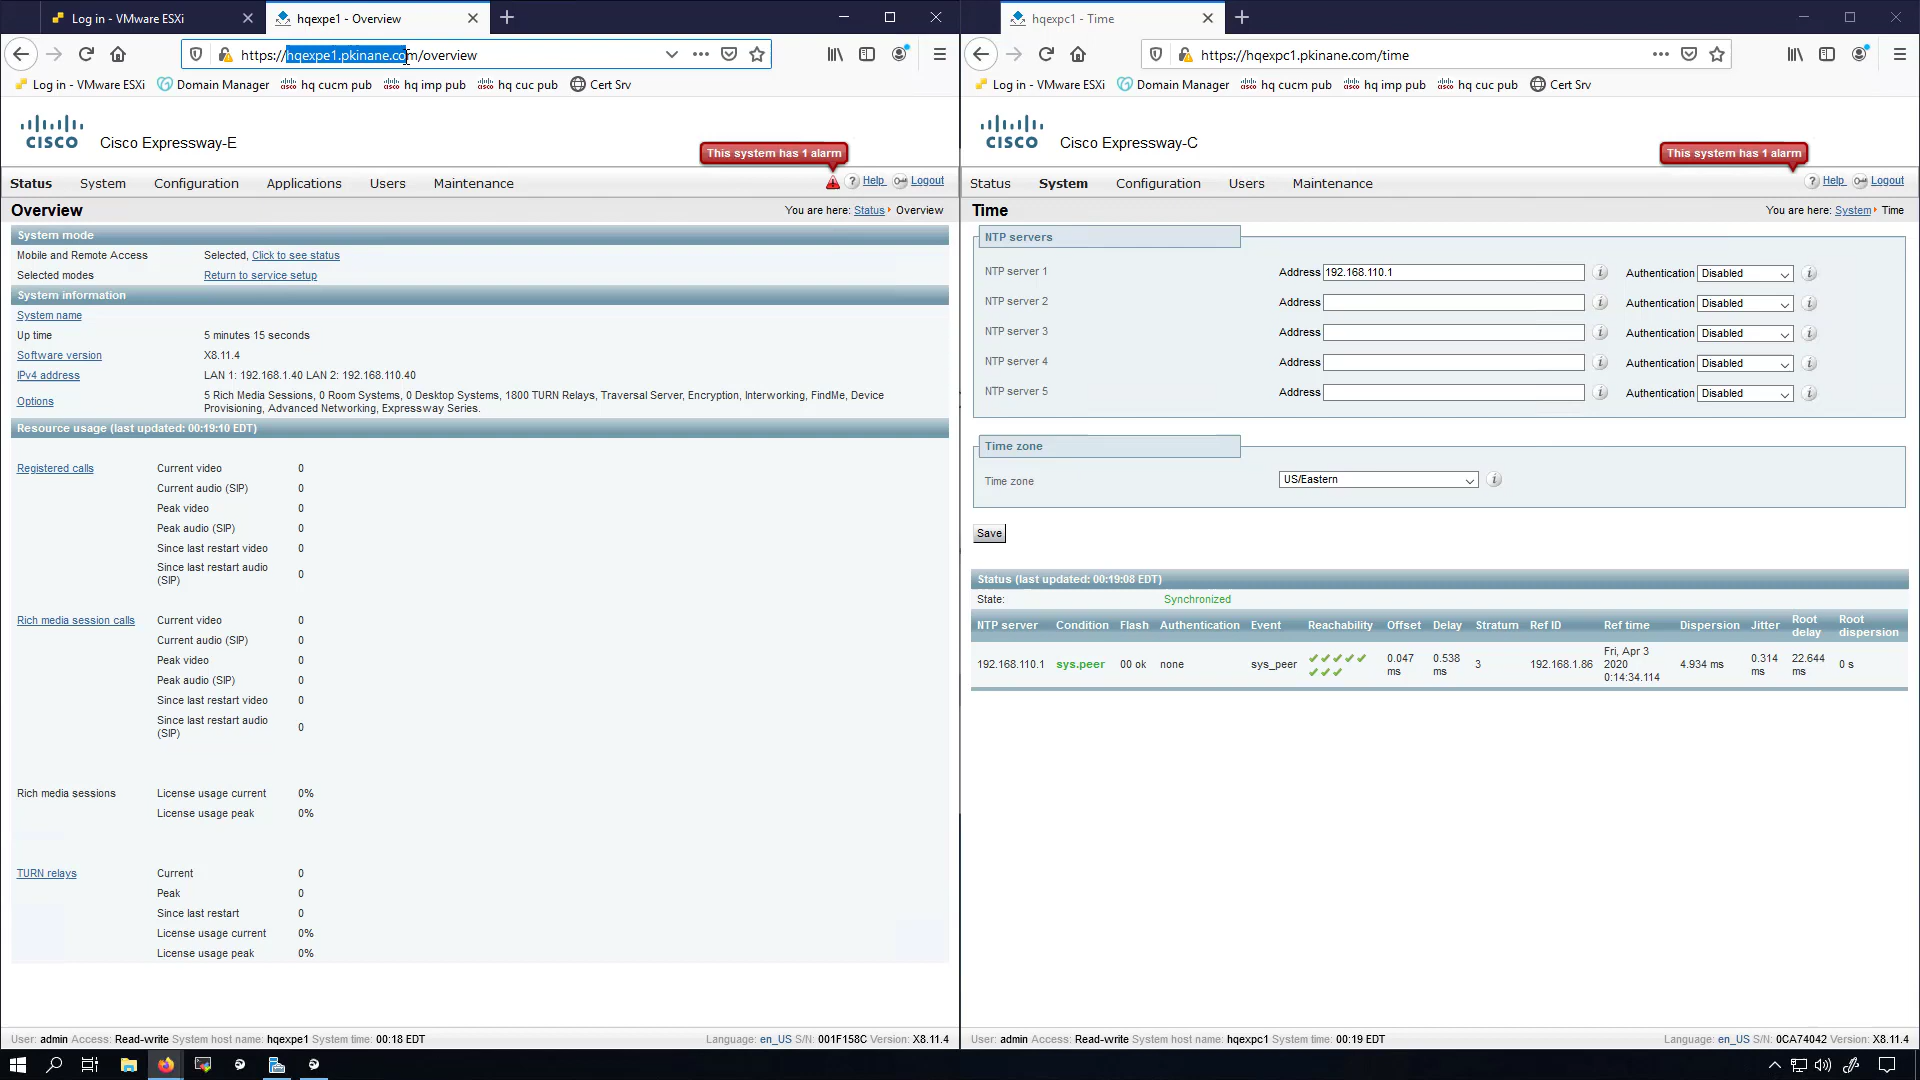 Log in - VMware ESXi
hqexpe1 - Overview
https://hqexpe1.pkinane.com/overview
Log in - VMware ESXi
Domain Manager
hq cucm pub
hq imp pub
hq cuc pub
Cert Srv
CISCO
Cisco Expressway-E
This system has 1 alarm
Status
System
Configuration
Applications
Users
Maintenance
Help
Logout
Overview
You are here: Status Overview
System mode
Mobile and Remote Access Selected, Click to see status
Selected modes Return to service setup
System information
System name
Up time 5 minutes 15 seconds
Software version X8.11.4
IPv4 address LAN 1: 192.168.1.40 LAN 2: 192.168.110.40
Options 5 Rich Media Sessions, 0 Room Systems, 0 Desktop Systems, 1800 TURN Relays, Traversal Server, Encryption, Interworking, FindMe, Device
Provisioning, Advanced Networking, Expressway Series.
Resource usage (last updated: 00:19:10 EDT)
Registered calls Current video 0
Current audio (SIP) 0
Peak video 0
Peak audio (SIP) 0
Since last restart video 0
Since last restart audio
(SIP) 0
Rich media session calls Current video 0
Current audio (SIP) 0
Peak video 0
Peak audio (SIP) 0
Since last restart video 0
Since last restart audio
(SIP) 0
Rich media sessions License usage current 0%
License usage peak 0%
TURN relays Current 0
Peak 0
Since last restart 0
License usage current 0%
License usage peak 0%
User: admin Access: Read-write System host name: hqexpe1 System time: 00:18 EDT
Language: en_US S/N: 001F158C Version: X8.11.4
hqexpc1 - Time
https://hqexpc1.pkinane.com/time
Log in - VMware ESXi
Domain Manager
hq cucm pub
hq imp pub
hq cuc pub
Cert Srv
CISCO
Cisco Expressway-C
This system has 1 alarm
Status
System
Configuration
Users
Maintenance
Help
Logout
Time
You are here: System Time
NTP servers
NTP server 1 Address 192.168.110.1 Authentication Disabled
NTP server 2 Address Authentication Disabled
NTP server 3 Address Authentication Disabled
NTP server 4 Address Authentication Disabled
NTP server 5 Address Authentication Disabled
Time zone
Time zone US/Eastern
Save
Status (last updated: 00:19:08 EDT)
State: Synchronized
NTP server Condition Flash Authentication Event Reachability Offset Delay Stratum Ref ID Ref time Dispersion Jitter Root delay Root dispersion
192.168.110.1 sys.peer 00 ok none sys_peer 0.047 ms 0.538 ms 3 192.168.1.86 Fri, Apr 3 2020 0:14:34.114 4.934 ms 0.314 ms 22.644 ms 0 s
User: admin Access: Read-write System host name: hqexpc1 System time: 00:19 EDT
Language: en_US S/N: 0CA74042 Version: X8.11.4